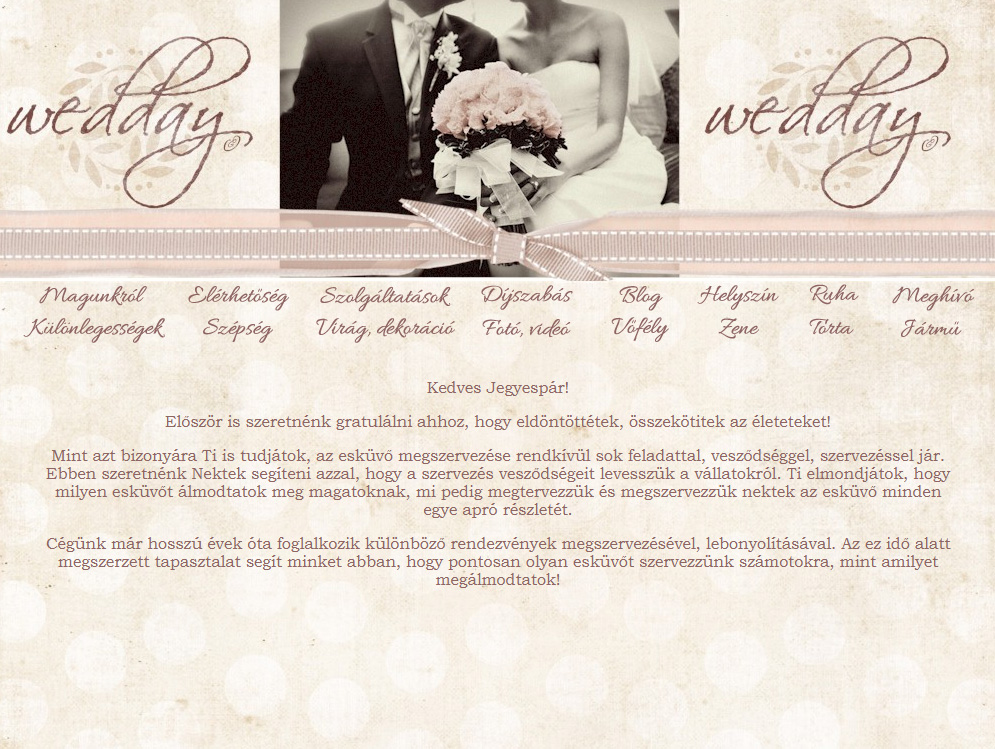 wedday
wedday
Magunkról Elérhetőség Szolgáltatások Díjszabás Blog Helyszín Ruha Meghívó
Különlegességek Szépség Virág, dekoráció Fotó, videó Vőfély Zene Torta Jármű
Kedves Jegyespár!
Először is szeretnénk gratulálni ahhoz, hogy eldöntöttétek, összekötitek az életeteket!
Mint azt bizonyára Ti is tudjátok, az esküvő megszervezése rendkívül sok feladattal, vesződséggel, szervezéssel jár.
Ebben szeretnénk Nektek segíteni azzal, hogy a szervezés vesződségeit levesszük a vállatokról. Ti elmondjátok, hogy
milyen esküvőt álmodtatok meg magatoknak, mi pedig megtervezzük és megszervezzük nektek az esküvő minden
egye apró részletét.
Cégünk már hosszú évek óta foglalkozik különböző rendezvények megszervezésével, lebonyolításával. Az ez idő alatt
megszerzett tapasztalat segít minket abban, hogy pontosan olyan esküvőt szervezzünk számotokra, mint amilyet
megálmodtatok!